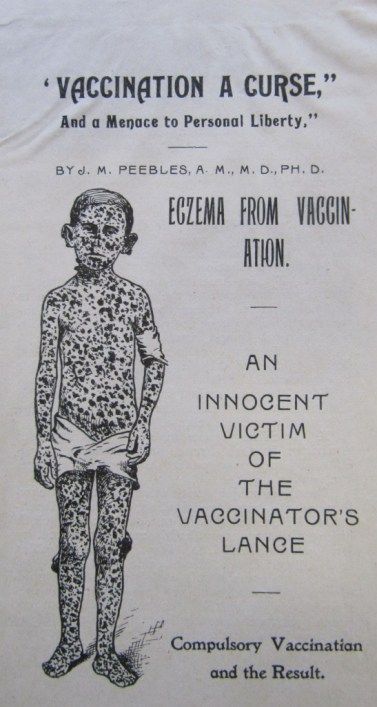 ‘VACCINATION A CURSE,”
And a Menace to Personal Liberty,”
BY J. M. PEEBLES, A. M., M. D., PH. D.
ECZEMA FROM VACCIN-
ATION.
AN
INNOCENT
VICTIM
OF
THE
VACCINATOR'S
LANCE
Compulsory Vaccination
and the Result.